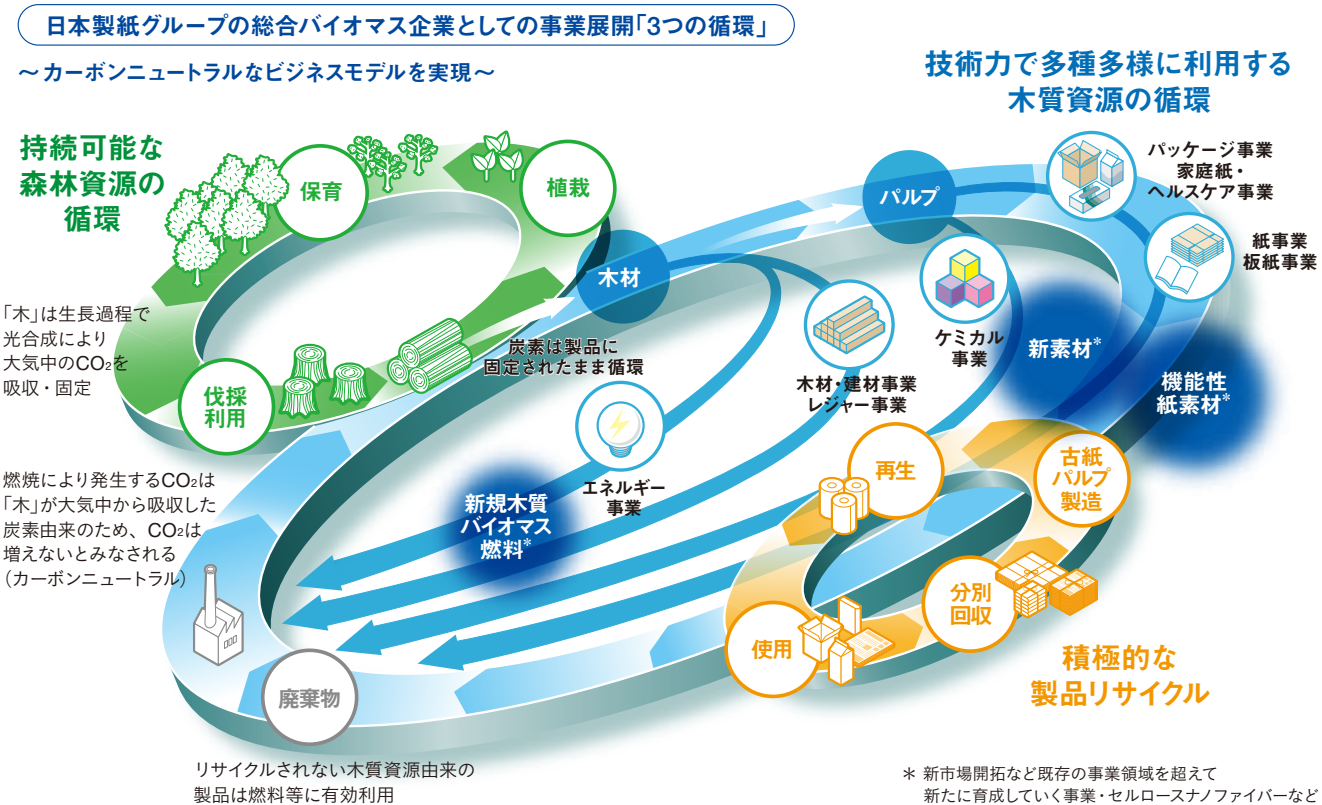 日本製紙グループの総合バイオマス企業としての事業展開「3つの循環」
～カーボンニュートラルなビジネスモデルを実現～
技術力で多種多様に利用する
木質資源の循環
持続可能な
森林資源の
循環
保育
植栽
木材
パルプ
パッケージ事業
家庭紙・
ヘルスケア事業
紙事業
板紙事業
「木」は生長過程で
光合成により
大気中のCO₂を
吸収・固定
伐採
利用
炭素は製品に
固定されたまま循環
ケミカル
事業
新素材*
機能性
紙素材*
木材・建材事業
レジャー事業
エネルギー
事業
新規木質
バイオマス
燃料*
燃焼により発生するCO₂は
「木」が大気中から吸収した
炭素由来のため、CO₂は
増えないとみなされる
（カーボンニュートラル）
再生
古紙
パルプ
製造
分別
回収
使用
積極的な
製品リサイクル
廃棄物
リサイクルされない木質資源由来の
製品は燃料等に有効利用
＊ 新市場開拓など既存の事業領域を超えて
新たに育成していく事業・セルロースナノファイバーなど